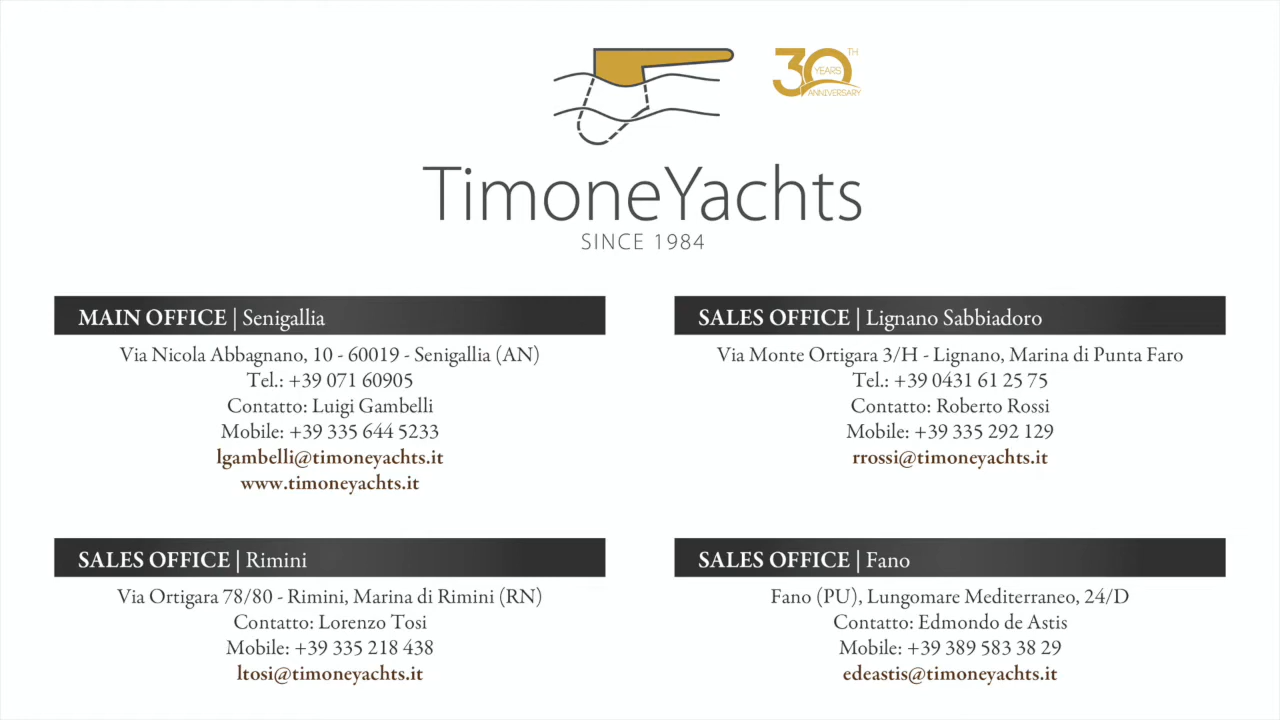 30TH
YEARS
ANNIVERSARY
TimoneYachts
SINCE 1984
MAIN OFFICE | Senigallia
Via Nicola Abbagnano, 10 - 60019 - Senigallia (AN)
Tel.: +39 071 60905
Contatto: Luigi Gambelli
Mobile: +39 335 644 5233
lgambelli@timoneyachts.it
www.timoneyachts.it
SALES OFFICE | Lignano Sabbiadoro
Via Monte Ortigara 3/H - Lignano, Marina di Punta Faro
Tel.: +39 0431 61 25 75
Contatto: Roberto Rossi
Mobile: +39 335 292 129
rrossi@timoneyachts.it
SALES OFFICE | Rimini
Via Ortigara 78/80 - Rimini, Marina di Rimini (RN)
Contatto: Lorenzo Tosi
Mobile: +39 335 218 438
ltosi@timoneyachts.it
SALES OFFICE | Fano
Fano (PU), Lungomare Mediterraneo, 24/D
Contatto: Edmondo de Astis
Mobile: +39 389 583 38 29
edeastis@timoneyachts.it